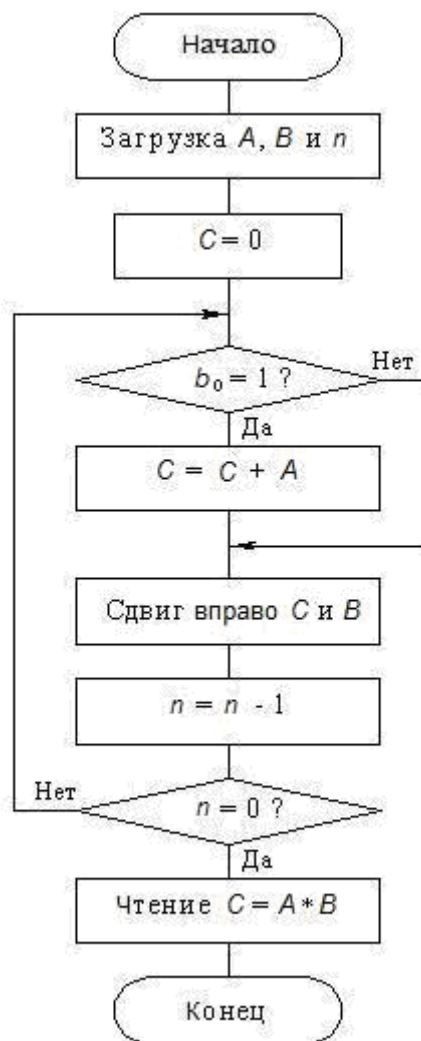 Начало
Загрузка A, B и n
C = 0
b₀ = 1 ?
Нет
Да
C = C + A
Сдвиг вправо C и B
n = n - 1
Нет
n = 0 ?
Да
Чтение C = A * B
Конец